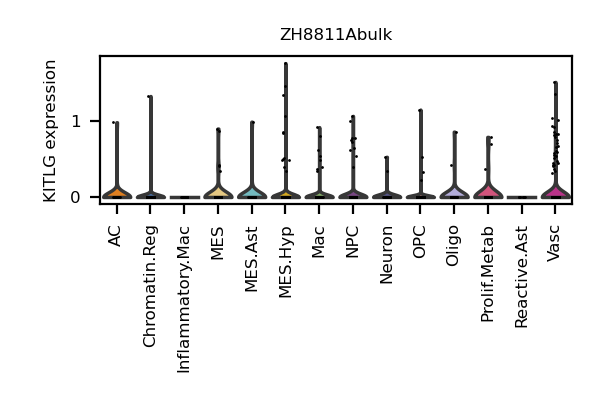 ZH8811Abulk
KITLG expression
1
0
AC
Chromatin.Reg
Inflammatory.Mac
MES
MES.Ast
MES.Hyp
Mac
NPC
Neuron
OPC
Oligo
Prolif.Metab
Reactive.Ast
Vasc